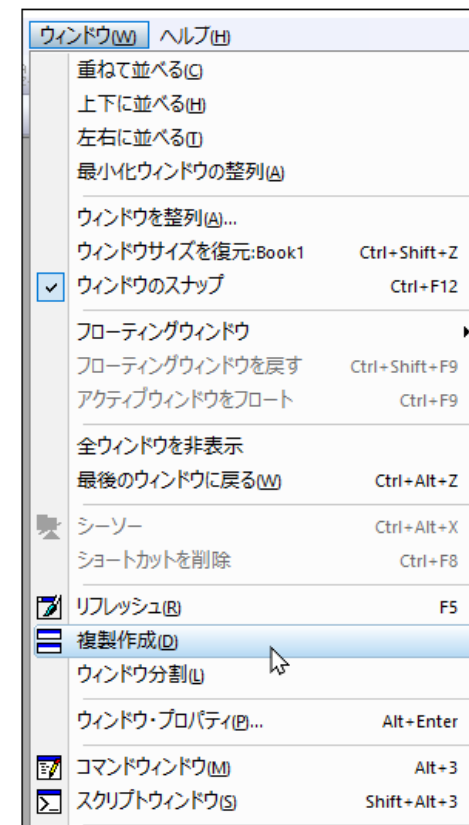 ウィンドウ(W) ヘルプ(H)
重ねて並べる(C)
上下に並べる(H)
左右に並べる(T)
最小化ウィンドウの整列(A)
ウィンドウを整列(A)...
ウィンドウサイズを復元:Book1 Ctrl+Shift+Z
ウィンドウのスナップ Ctrl+F12
フローティングウィンドウ
フローティングウィンドウを戻す Ctrl+Shift+F9
アクティブウィンドウをフロート Ctrl+F9
全ウィンドウを非表示
最後のウィンドウに戻る(W) Ctrl+Alt+Z
シーソー Ctrl+Alt+X
ショートカットを削除 Ctrl+F8
リフレッシュ(R) F5
複製作成(D)
ウィンドウ分割(L)
ウィンドウ・プロパティ(P)... Alt+Enter
コマンドウィンドウ(M) Alt+3
スクリプトウィンドウ(S) Shift+Alt+3